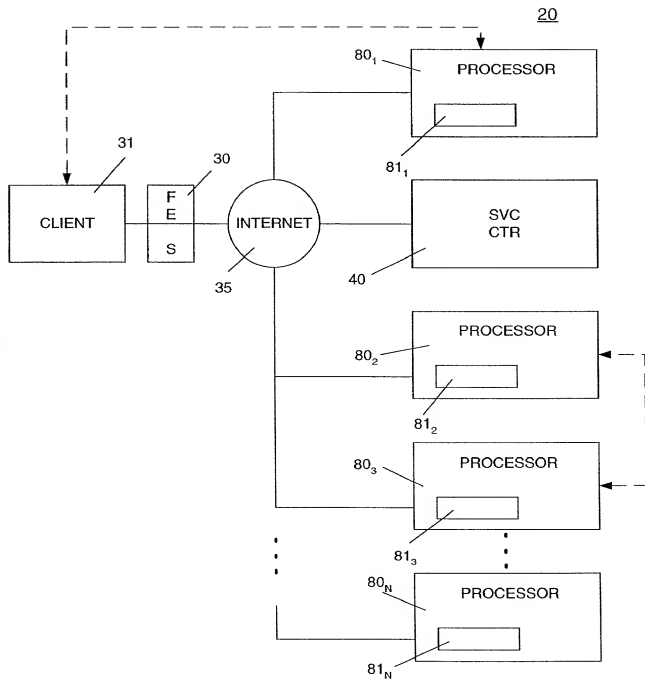 20
80₁
PROCESSOR
81₁
31
30
CLIENT
F
E
S
INTERNET
35
SVC
CTR
40
80₂
PROCESSOR
81₂
80₃
PROCESSOR
81₃
80N
PROCESSOR
81N